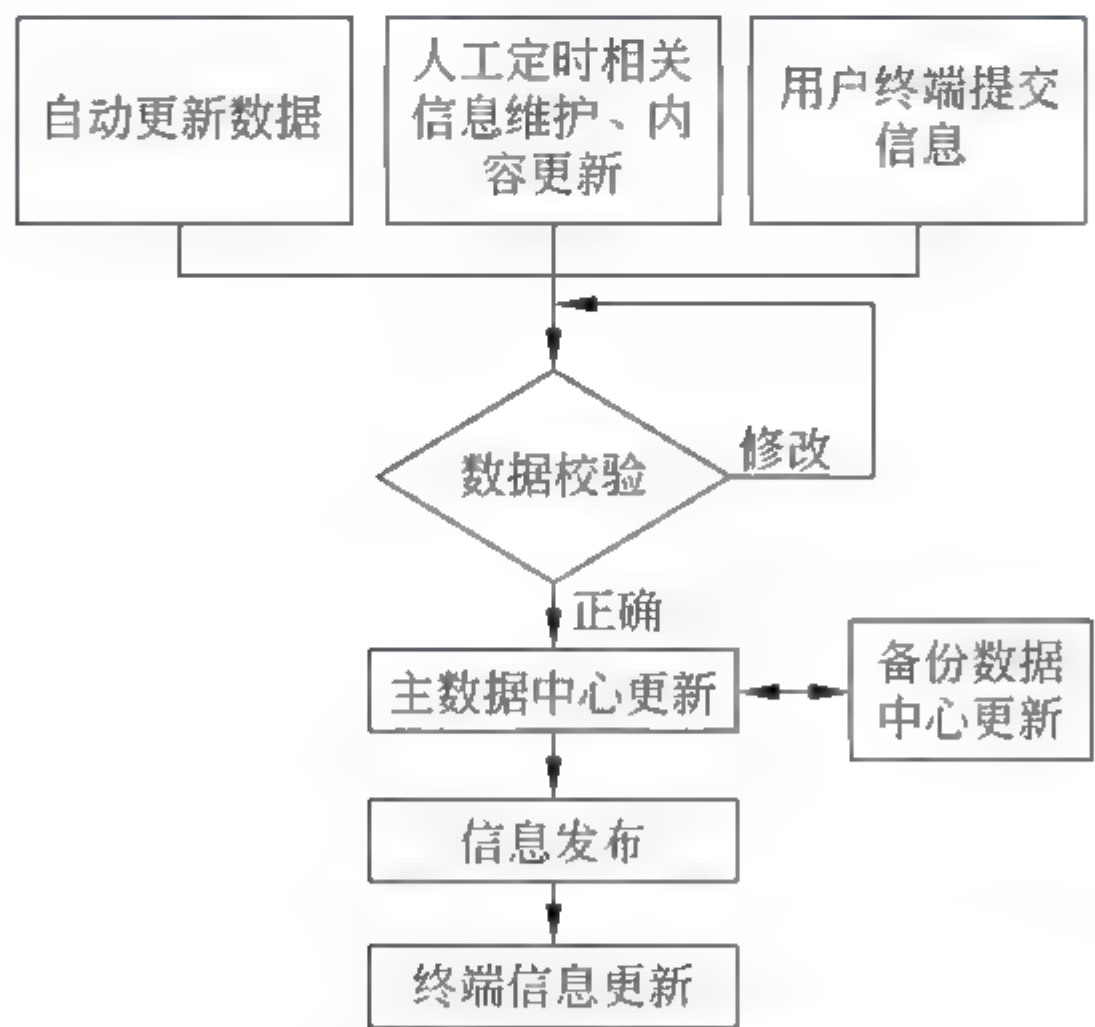 自动更新数据
人工定时相关
信息维护、内
容更新
用户终端提交
信息
数据校验
修改
正确
主数据中心更新
备份数据
中心更新
信息发布
终端信息更新